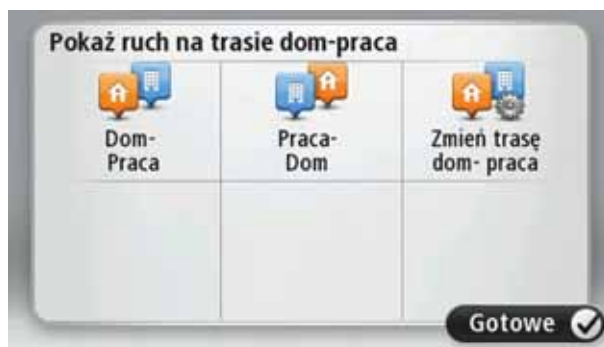 Pokaż ruch na trasie dom-praca
Dom-
Praca
Praca-
Dom
Zmień trasę
dom- praca
Gotowe